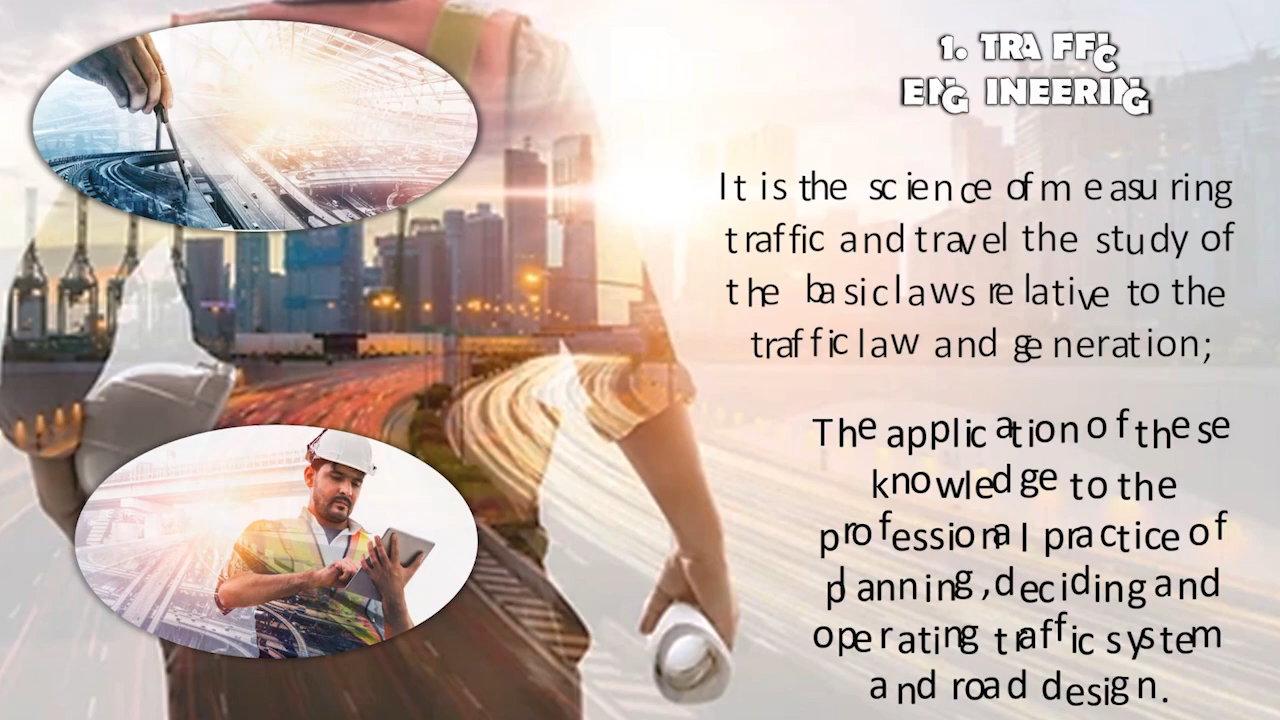 1. TRAFFIC
ENGINEERING
It is the science of measuring
traffic and travel the study of
the basic laws relative to the
traffic law and generation;
The application of these
knowledge to the
professional practice of
planning, deciding and
operating traffic system
and road design.